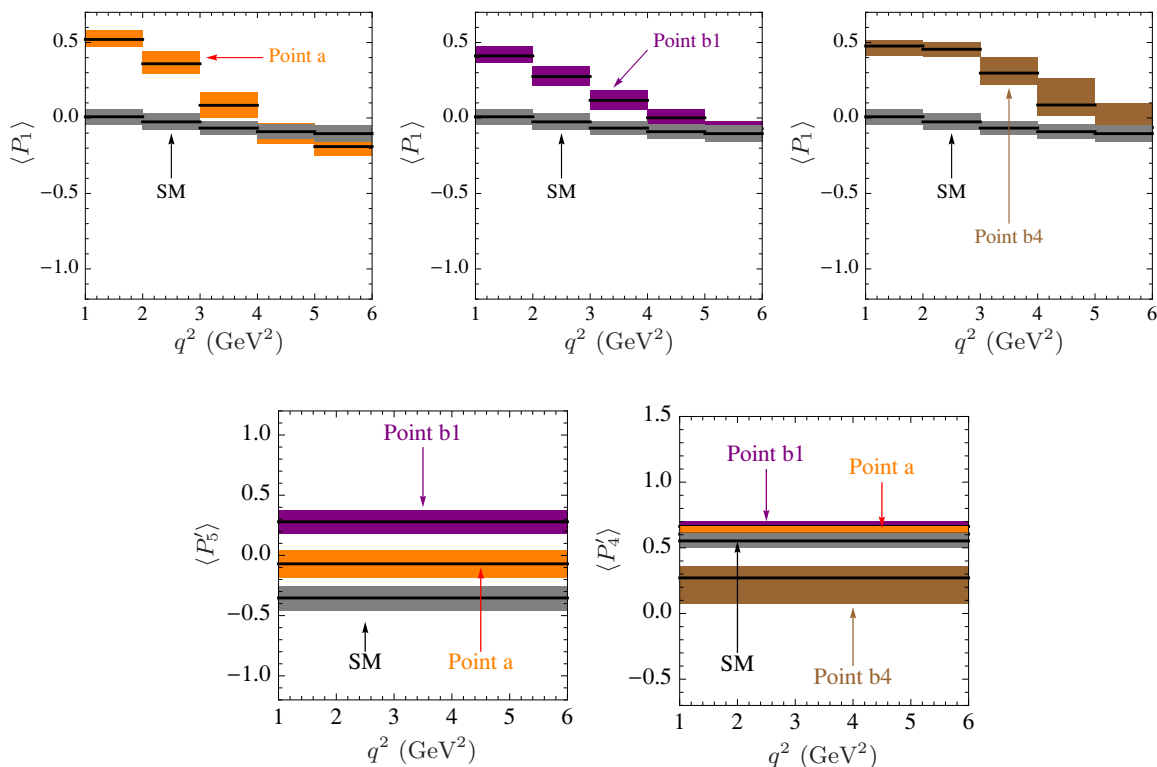 0.5
0.0
−0.5
−1.0
⟨P₁⟩
Point a
SM
1 2 3 4 5 6
q² (GeV²)
0.5
0.0
−0.5
−1.0
⟨P₁⟩
Point b1
SM
1 2 3 4 5 6
q² (GeV²)
0.5
0.0
−0.5
−1.0
⟨P₁⟩
SM
Point b4
1 2 3 4 5 6
q² (GeV²)
1.0
0.5
0.0
−0.5
−1.0
⟨P′₅⟩
Point b1
SM
Point a
1 2 3 4 5 6
q² (GeV²)
1.5
1.0
0.5
0.0
−0.5
⟨P′₄⟩
Point b1
Point a
SM
Point b4
1 2 3 4 5 6
q² (GeV²)